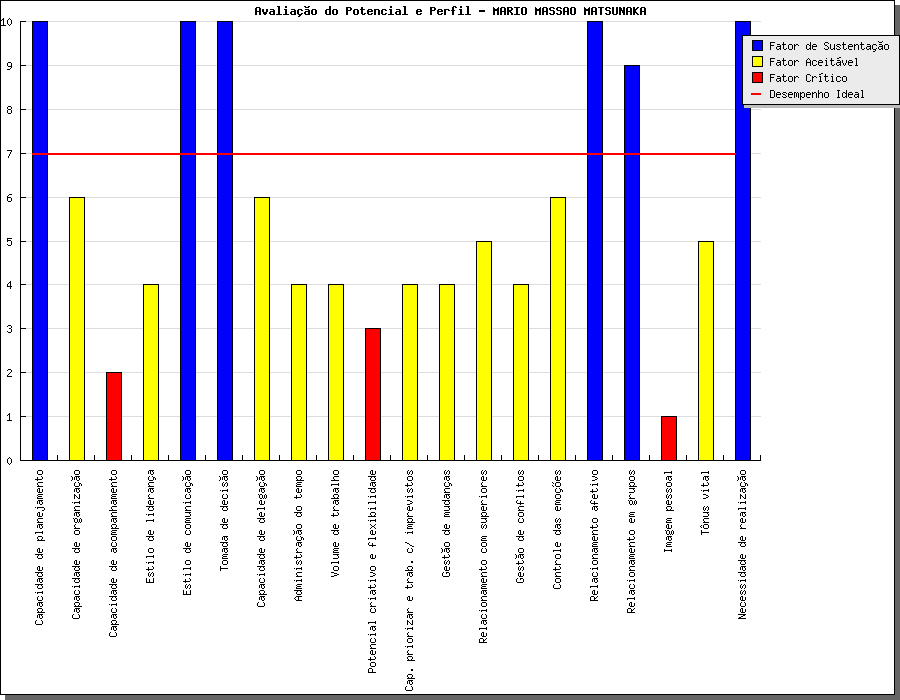 Avaliação do Potencial e Perfil - MARIO MASSAO MATSUNAKA
Fator de Sustentação
Fator Aceitável
Fator Crítico
Desempenho Ideal
10
9
8
7
6
5
4
3
2
1
0
Capacidade de planejamento
Capacidade de organização
Capacidade de acompanhamento
Estilo de liderança
Estilo de comunicação
Tomada de decisão
Capacidade de delegação
Administração do tempo
Volume de trabalho
Potencial criativo e flexibilidade
Cap. priorizar e trab. c/ imprevistos
Gestão de mudanças
Relacionamento com superiores
Gestão de conflitos
Controle das emoções
Relacionamento afetivo
Relacionamento em grupos
Imagem pessoal
Tônus vital
Necessidade de realização